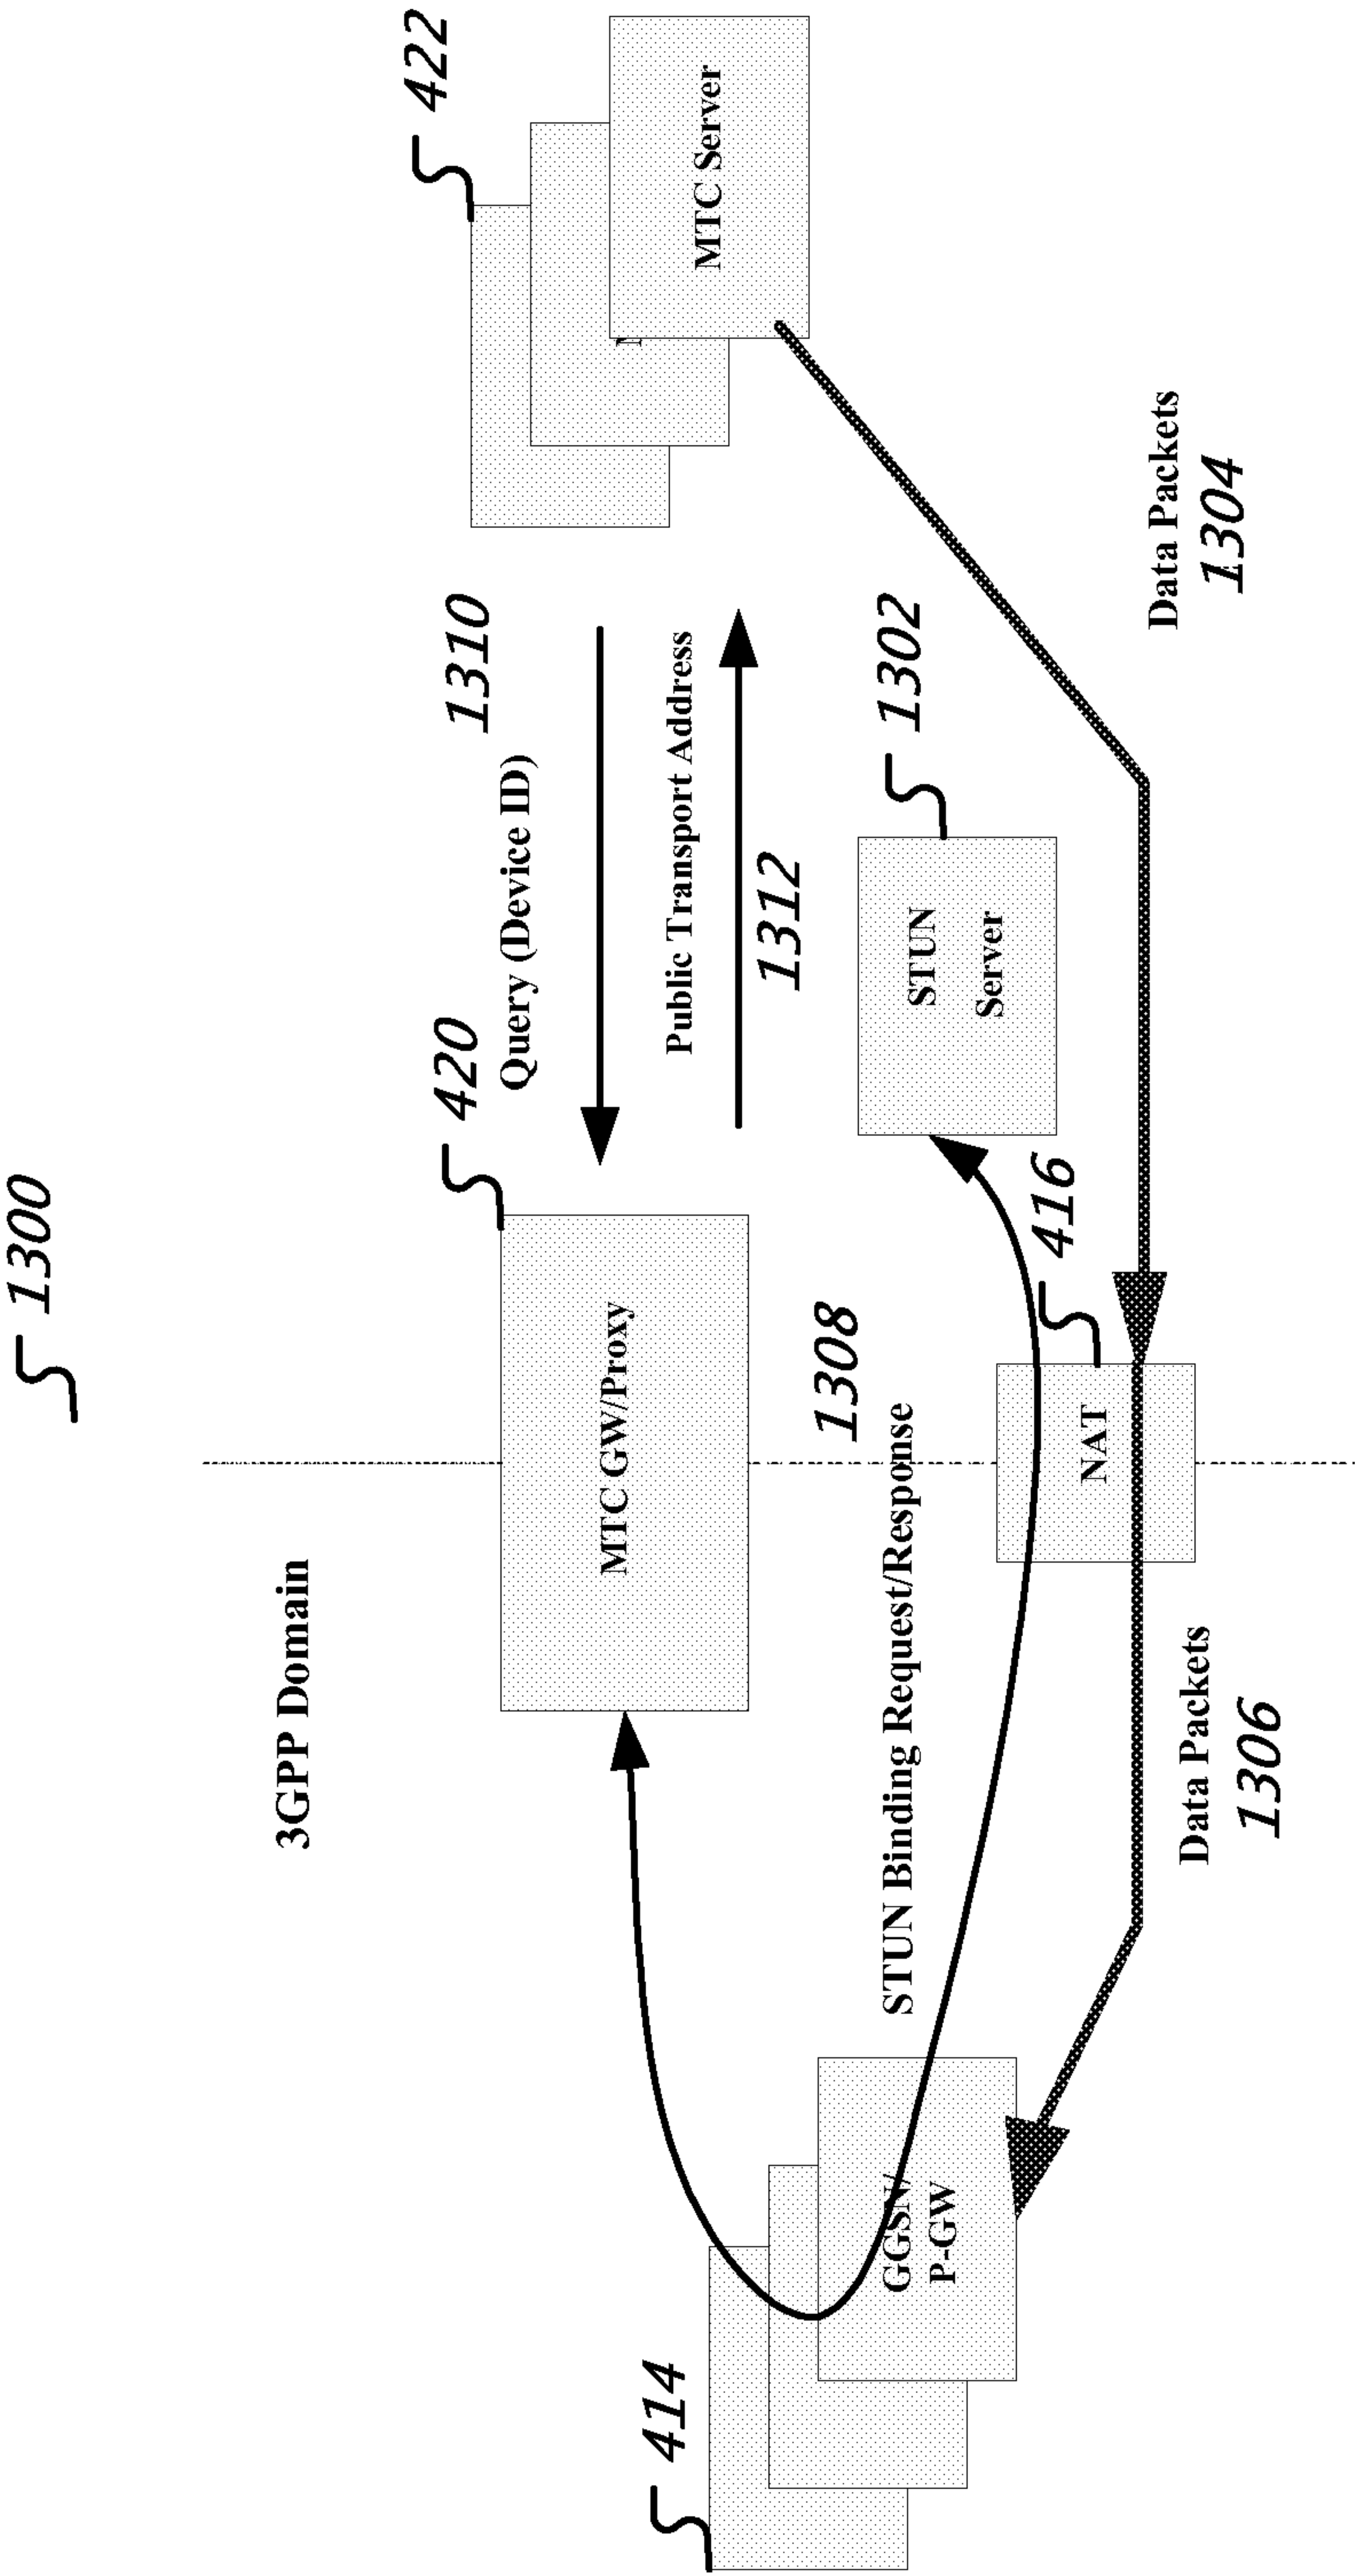 1300
3GPP Domain
414
420
1310
422
Query (Device ID)
MTC GW/Proxy
MTC Server
Public Transport Address
1312
1308
STUN Binding Request/Response
GGSN/
P-GW
STUN
Server
1302
416
NAT
Data Packets
1304
Data Packets
1306